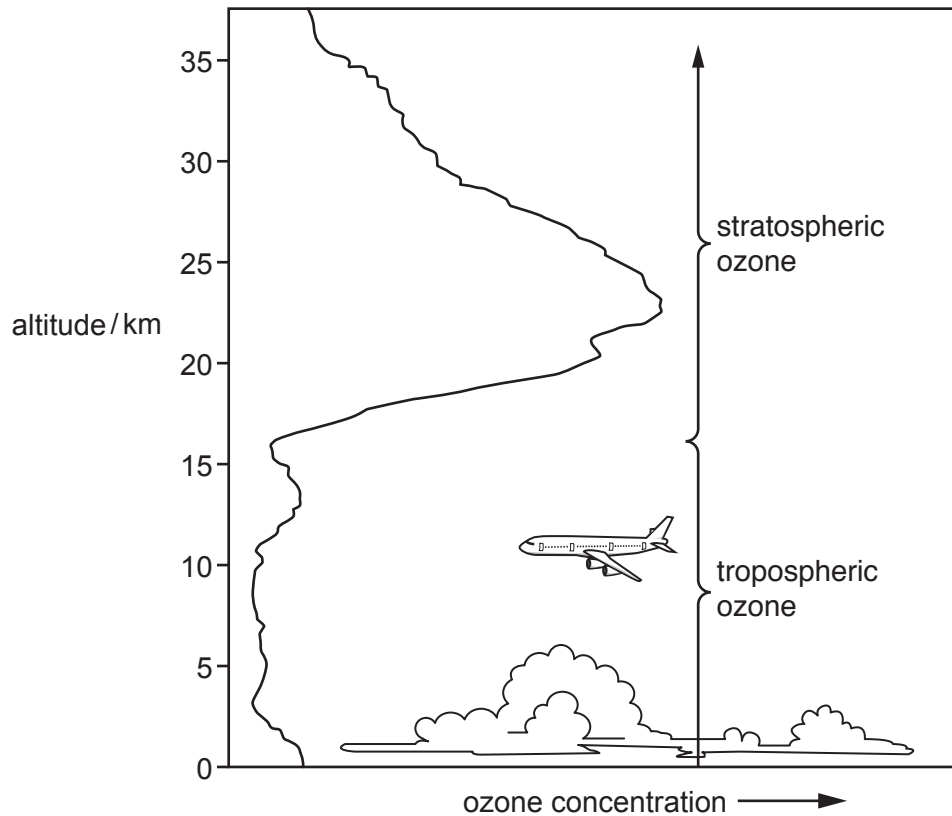 35
30
stratospheric
ozone
25
altitude / km
20
15
10
tropospheric
ozone
5
0
ozone concentration